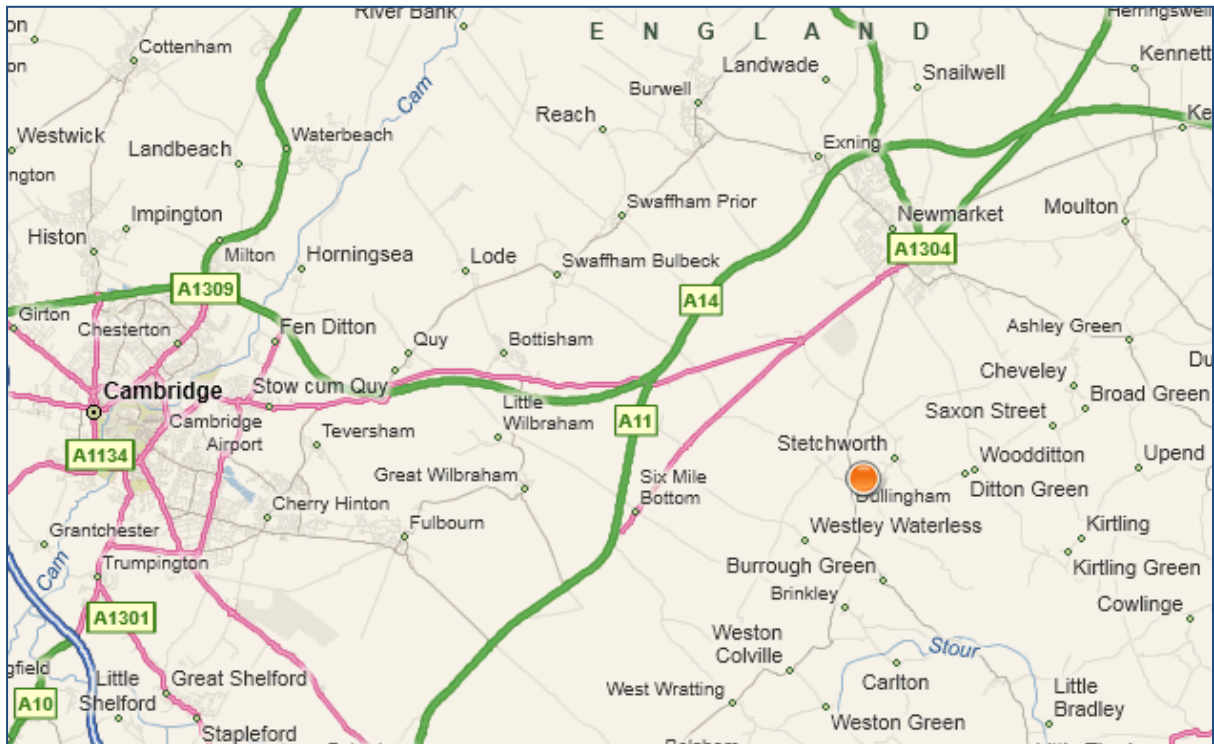 River Bank
E N G L A N D
Herringswell
Cottenham
Landwade
Snailwell
Kennett
Burwell
Cam
Reach
Westwick
Waterbeach
Landbeach
Exning
Impington
Swaffham Prior
Newmarket
Moulton
Histon
Milton
Horningsea
Lode
Swaffham Bulbeck
A1304
A1309
A14
Girton
Chesterton
Fen Ditton
Quy
Bottisham
Ashley Green
Cambridge
Stow cum Quy
Cheveley
Broad Green
Little
Wilbraham
A11
Saxon Street
Cambridge
Airport
Teversham
Stetchworth
Woodditton
Upend
A1134
Great Wilbraham
Six Mile
Bottom
Ditton Green
Dullingham
Cherry Hinton
Fulbourn
Westley Waterless
Kirtling
Grantchester
Trumpington
Cam
Burrough Green
Kirtling Green
Brinkley
Cowlinge
A1301
Weston
Colville
Stour
Little
Shelford
Great Shelford
West Wratting
Carlton
Little
Bradley
A10
Stapleford
Weston Green